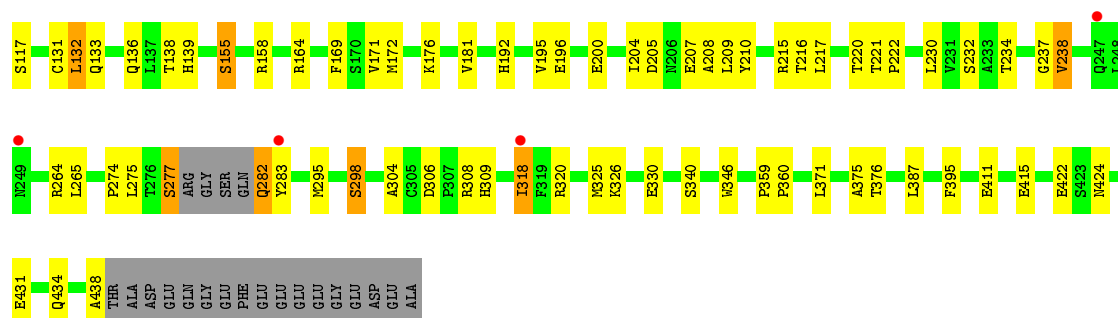 S117 C131 L132 Q133 Q136 L137 T138 H139 S155 R158 R164 F169 S170 V171 M172 K176 V181 H192 V195 E196 E200 I204 D205 N206 E207 A208 L209 Y210 R215 T216 L217 T220 T221 P222 L230 V231 S232 A233 T234 G237 V238 Q247 L248
N249 R264 L265 P274 L275 T276 S277 ARG GLY SER GLN Q282 Y283 M295 S298 A304 C305 D306 P307 R308 H309 I318 F319 R320 M325 K326 E330 S340 W346 P359 P360 L371 A375 T376 L387 F395 E411 E415 E422 S423 N424
E431 Q434 A438 THR ALA ASP GLU GLN GLY GLU PHE GLU GLU GLU GLU GLY GLU ASP GLU ALA